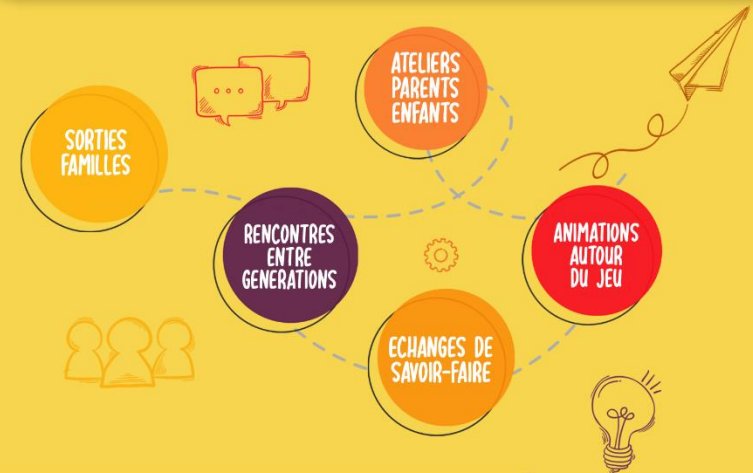 ATELIERS
PARENTS
ENFANTS
SORTIES
FAMILLES
RENCONTRES
ENTRE
GENERATIONS
ANIMATIONS
AUTOUR
DU JEU
ECHANGES DE
SAVOIR-FAIRE